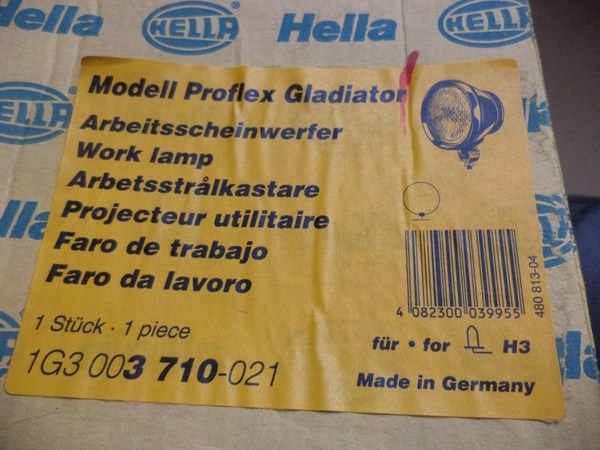 HELLA Hella HELLA
HELLA
Hella
HELLA
Modell Proflex Gladiator
Arbeitsscheinwerfer
Work lamp
Arbetsstrålkastare
Projecteur utilitaire
Faro de trabajo
Faro da lavoro
1 Stück · 1 piece
1G3 003 710-021
4 082300 039955
480 813-04
für • for H3
Made in Germany